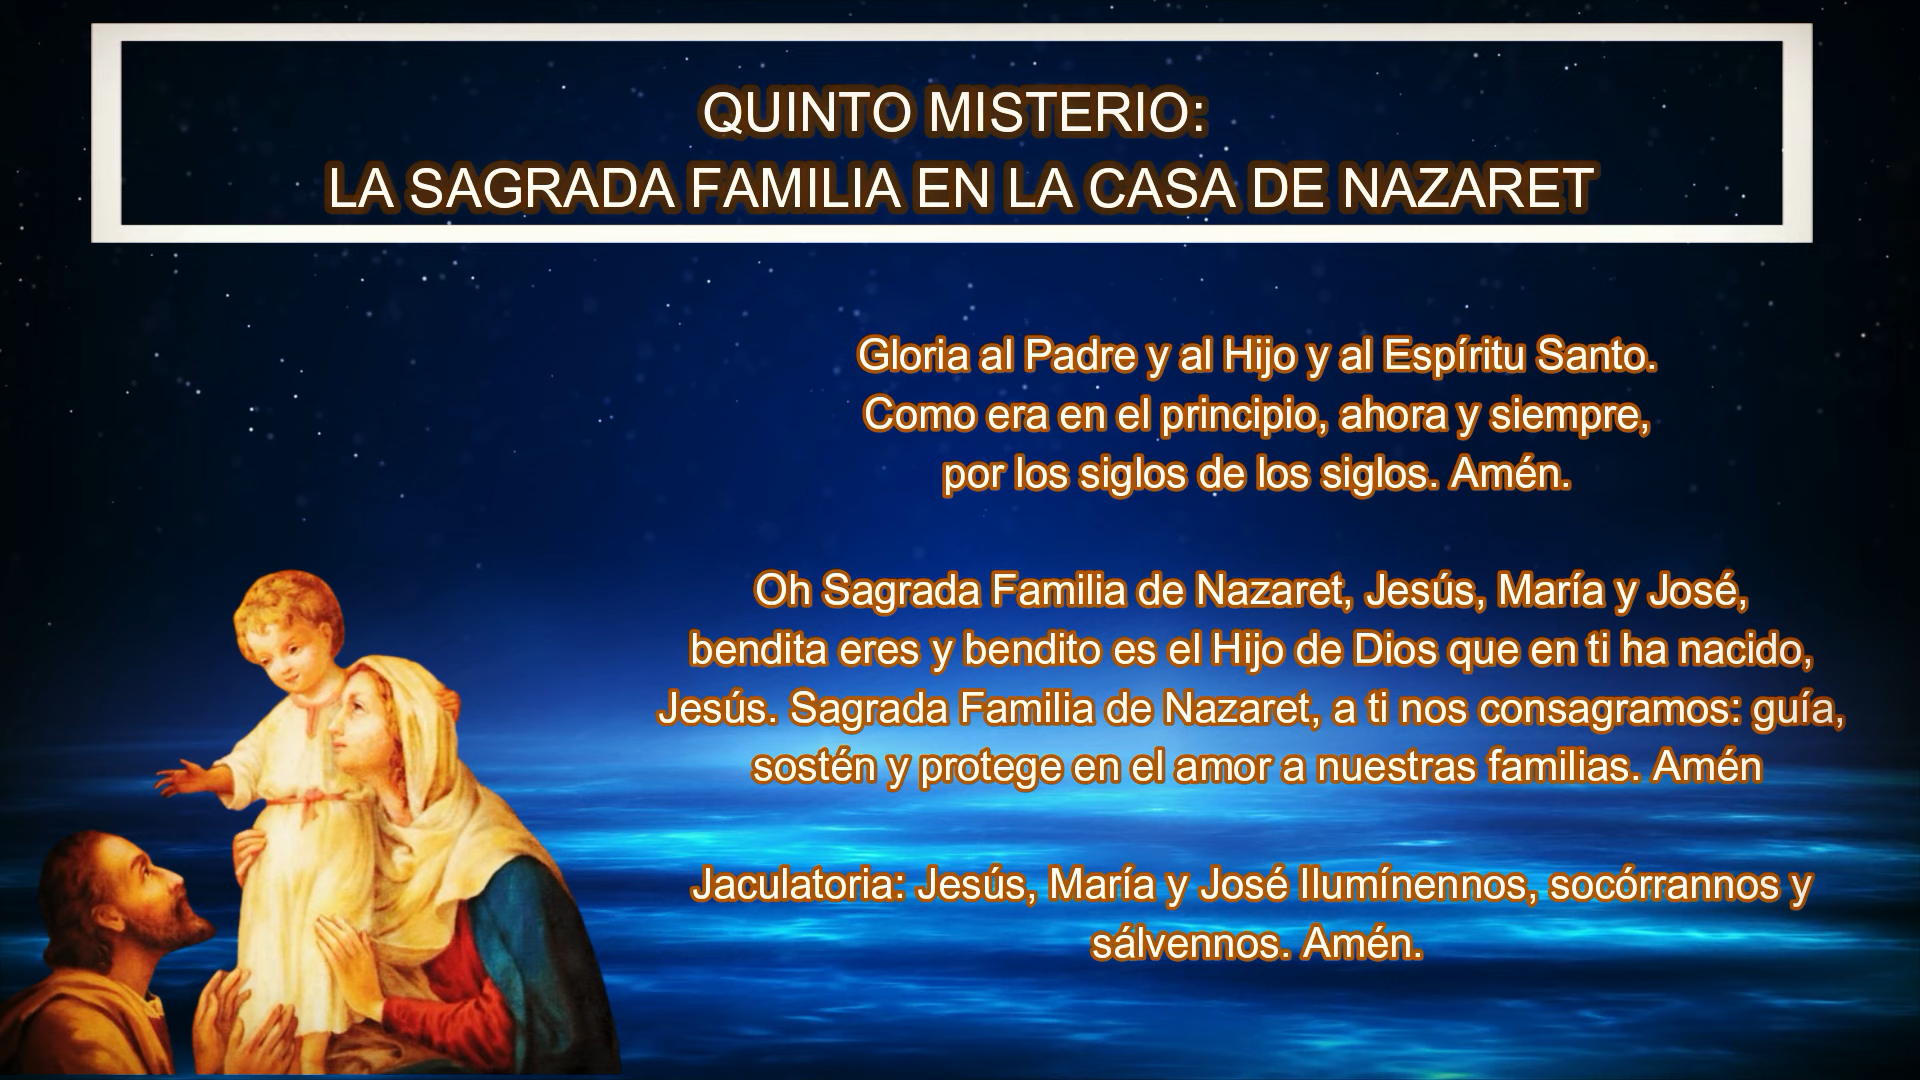 QUINTO MISTERIO:
LA SAGRADA FAMILIA EN LA CASA DE NAZARET
Gloria al Padre y al Hijo y al Espíritu Santo.
Como era en el principio, ahora y siempre,
por los siglos de los siglos. Amén.
Oh Sagrada Familia de Nazaret, Jesús, María y José,
bendita eres y bendito es el Hijo de Dios que en ti ha nacido,
Jesús. Sagrada Familia de Nazaret, a ti nos consagramos: guía,
sostén y protege en el amor a nuestras familias. Amén
Jaculatoria: Jesús, María y José Ilumínennos, socórrannos y
sálvennos. Amén.